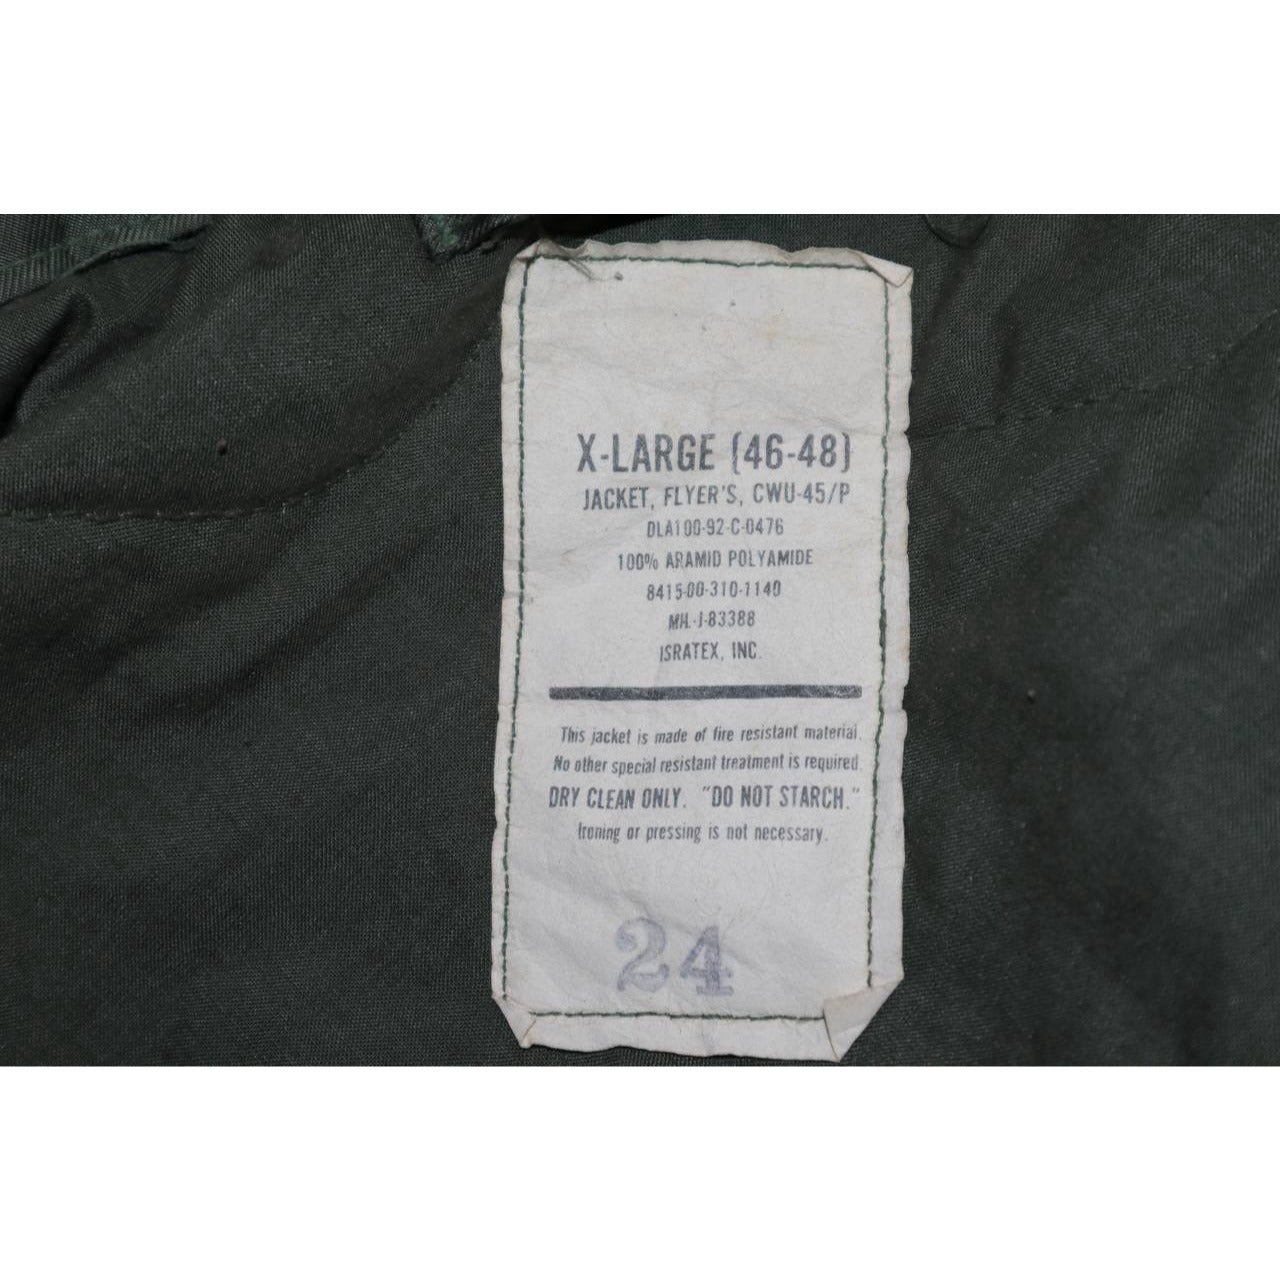 X-LARGE (46-48)
JACKET, FLYER'S, CWU-45/P
DLA100-92-C-0476
100% ARAMID POLYAMIDE
8415-00-310-1140
MIL-J-83388
ISRATEX, INC.
This jacket is made of fire resistant material.
No other special resistant treatment is required.
DRY CLEAN ONLY. "DO NOT STARCH."
Ironing or pressing is not necessary.
24